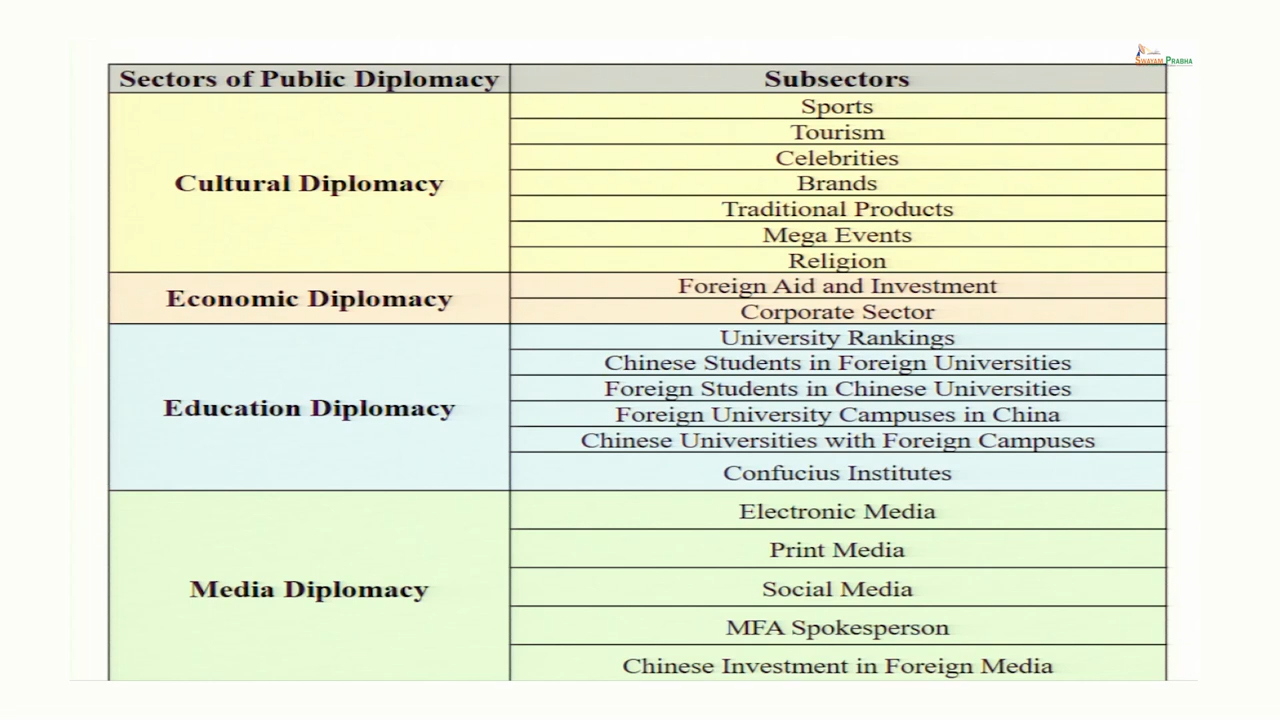 SWAYAM PRABHA
Sectors of Public Diplomacy Subsectors
Cultural Diplomacy
Sports
Tourism
Celebrities
Brands
Traditional Products
Mega Events
Religion
Economic Diplomacy
Foreign Aid and Investment
Corporate Sector
Education Diplomacy
University Rankings
Chinese Students in Foreign Universities
Foreign Students in Chinese Universities
Foreign University Campuses in China
Chinese Universities with Foreign Campuses
Confucius Institutes
Media Diplomacy
Electronic Media
Print Media
Social Media
MFA Spokesperson
Chinese Investment in Foreign Media